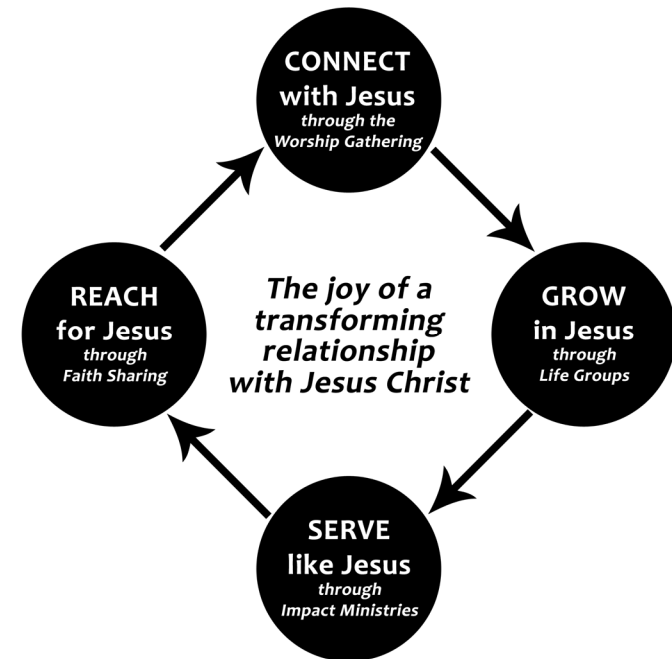 CONNECT
with Jesus
through the
Worship Gathering
GROW
in Jesus
through
Life Groups
SERVE
like Jesus
through
Impact Ministries
REACH
for Jesus
through
Faith Sharing
The joy of a
transforming
relationship
with Jesus Christ